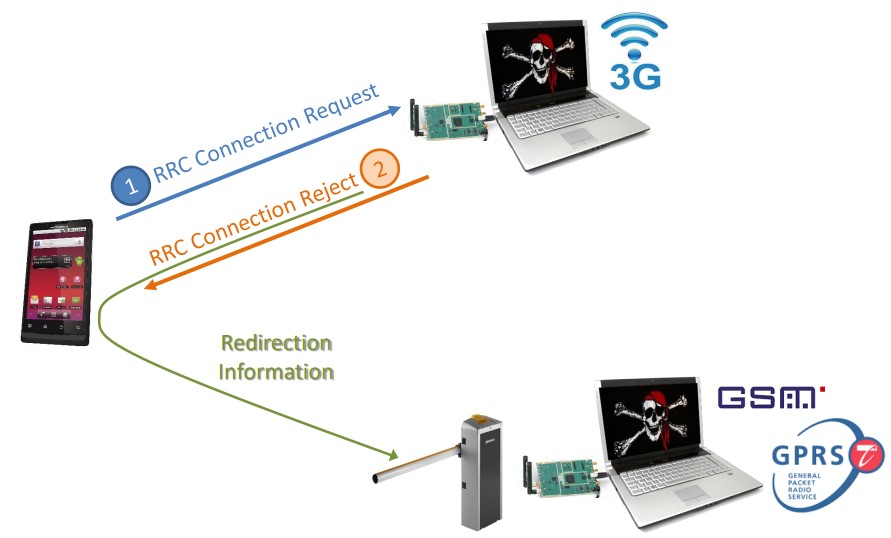 3G
RRC Connection Request
1
2
RRC Connection Reject
Redirection
Information
GSM
GPRS
GENERAL
PACKET
RADIO
SERVICE